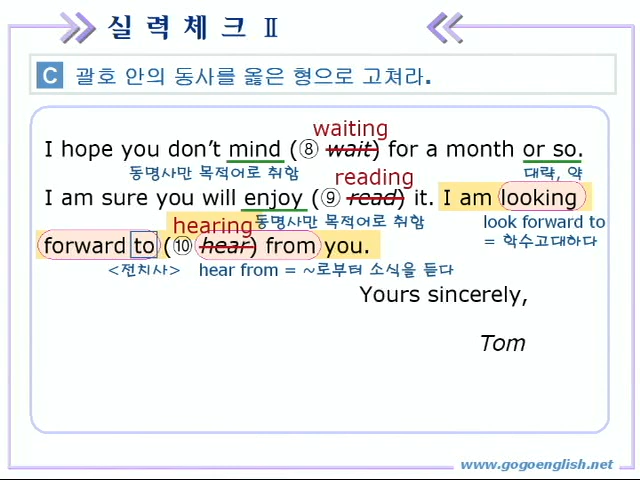 실력체크 Ⅱ
C 괄호 안의 동사를 옳은 형으로 고쳐라.
waiting
I hope you don't mind (⑧ wait) for a month or so.
동명사만 목적어로 취함 대략, 약
reading
I am sure you will enjoy (⑨ read) it. I am looking
hearing 동명사만 목적어로 취함 look forward to
forward to (⑩ hear) from you. = 학수고대하다
<전치사> hear from = ~로부터 소식을 듣다
Yours sincerely,
Tom
www.gogoenglish.net